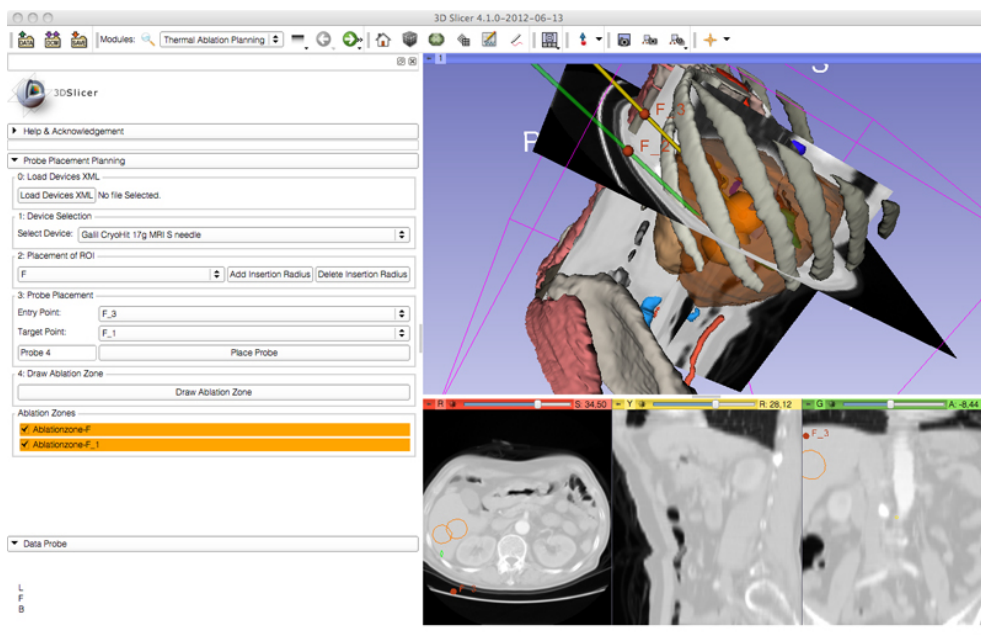 3D Slicer 4.1.0-2012-06-13
DATA DCM SAVE Modules: Thermal Ablation Planning
1
3DSlicer
Help & Acknowledgement
Probe Placement Planning
0: Load Devices XML
Load Devices XML No file Selected.
1: Device Selection
Select Device: Galil CryoHit 17g MRI S needle
2: Placement of ROI
F Add Insertion Radius Delete Insertion Radius
3: Probe Placement
Entry Point: F_3
Target Point: F_1
Probe 4 Place Probe
4: Draw Ablation Zone
Draw Ablation Zone
Ablation Zones
Ablationzone-F
Ablationzone-F_1
Data Probe
L
F
B
S
F_3
P
F_2
R S: 34,50 Y R: 28,12 G A: -8,44
F_3